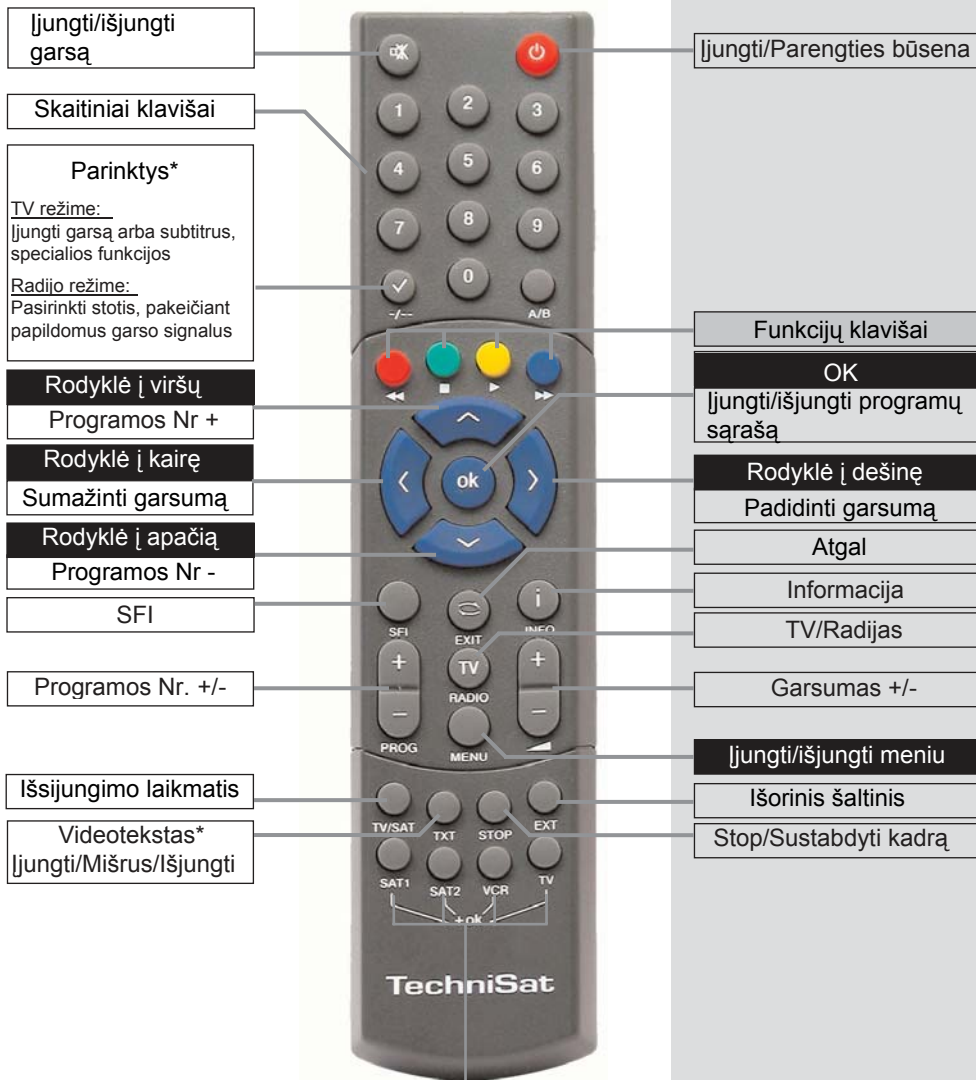 Įjungti/išjungti
garsą
Skaitiniai klavišai
Parinktys*
TV režime:
Įjungti garsą arba subtitrus,
specialios funkcijos
Radijo režime:
Pasirinkti stotis, pakeičiant
papildomus garso signalus
Rodyklė į viršų
Programos Nr +
Rodyklė į kairę
Sumažinti garsumą
Rodyklė į apačią
Programos Nr -
SFI
Programos Nr. +/-
Išsijungimo laikmatis
Videotekstas*
Įjungti/Mišrus/Išjungti
1 2 3
4 5 6
7 8 9
0
-/-- A/B
ok
SFI EXIT i INFO
+ TV +
RADIO
- -
PROG MENU
TV/SAT TXT STOP EXT
SAT1 SAT2 VCR TV
+ok
TechniSat
Įjungti/Parengties būsena
Funkcijų klavišai
OK
Įjungti/išjungti programų
sąrašą
Rodyklė į dešinę
Padidinti garsumą
Atgal
Informacija
TV/Radijas
Garsumas +/-
Įjungti/išjungti meniu
Išorinis šaltinis
Stop/Sustabdyti kadrą